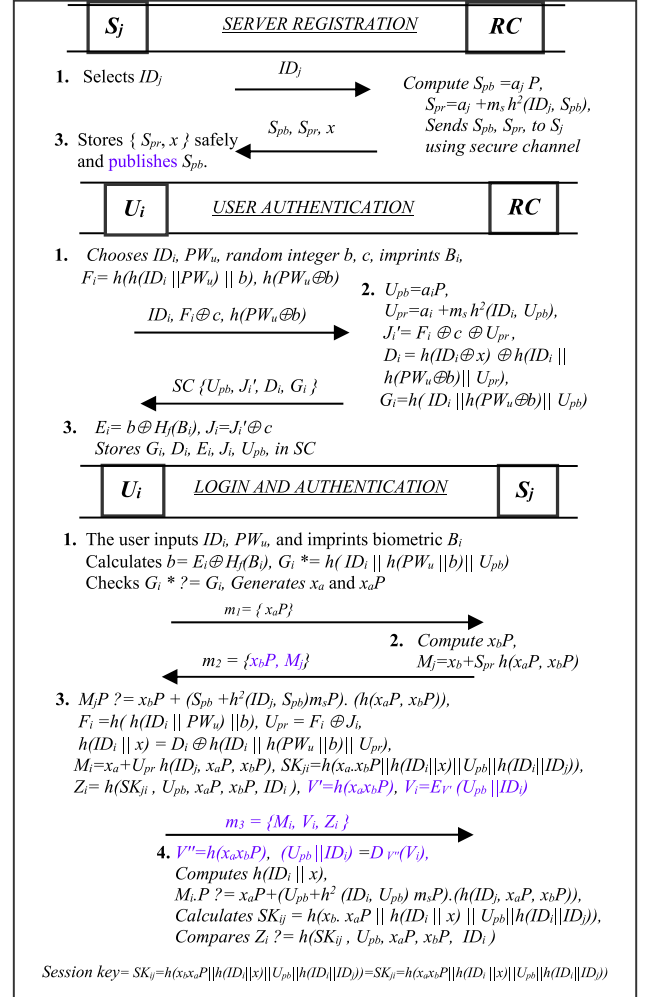 Sj SERVER REGISTRATION RC
1. Selects IDj
IDj
Compute Spb =aj P,
Spr=aj +ms h²(IDj, Spb),
Sends Spb, Spr, to Sj
using secure channel
Spb, Spr, x
3. Stores { Spr, x } safely
and publishes Spb.
Ui USER AUTHENTICATION RC
1. Chooses IDi, PWu, random integer b, c, imprints Bi,
Fi= h(h(IDi ||PWu) || b), h(PWu⊕b)
IDi, Fi⊕c, h(PWu⊕b)
2. Upb=aiP,
Upr=ai +ms h²(IDi, Upb),
Ji'= Fi ⊕c ⊕Upr ,
Di = h(IDi⊕x) ⊕h(IDi ||
h(PWu⊕b)|| Upr),
Gi=h( IDi ||h(PWu⊕b)|| Upb)
SC {Upb, Ji', Di, Gi }
3. Ei= b⊕Hf(Bi), Ji=Ji'⊕c
Stores Gi, Di, Ei, Ji, Upb, in SC
Ui LOGIN AND AUTHENTICATION Sj
1. The user inputs IDi, PWu, and imprints biometric Bi
Calculates b= Ei⊕Hf(Bi), Gi *= h( IDi || h(PWu ||b)|| Upb)
Checks Gi * ?= Gi, Generates xa and xaP
m1= { xaP}
2. Compute xbP,
Mj=xb+Spr h(xaP, xbP)
m2 = {xbP, Mj}
3. MjP ?= xbP + (Spb +h²(IDj, Spb)msP). (h(xaP, xbP)),
Fi =h( h(IDi || PWu) ||b), Upr = Fi ⊕Ji,
h(IDi || x) = Di ⊕h(IDi || h(PWu ||b)|| Upr),
Mi=xa+Upr h(IDj, xaP, xbP), SKji=h(xa.xbP||h(IDi||x)||Upb||h(IDi||IDj)),
Zi= h(SKji , Upb, xaP, xbP, IDi ), V'=h(xaxbP), Vi=EV' (Upb ||IDi)
m3 = {Mi, Vi, Zi }
4. V''=h(xaxbP), (Upb ||IDi) =D V''(Vi),
Computes h(IDi || x),
Mi.P ?= xaP+(Upb+h² (IDi, Upb) msP).(h(IDj, xaP, xbP)),
Calculates SKij = h(xb. xaP || h(IDi || x) || Upb||h(IDi||IDj)),
Compares Zi ?= h(SKij , Upb, xaP, xbP, IDi )
Session key= SKij=h(xbxaP||h(IDi||x)||Upb||h(IDi||IDj))=SKji=h(xaxbP||h(IDi ||x)||Upb||h(IDi||IDj))